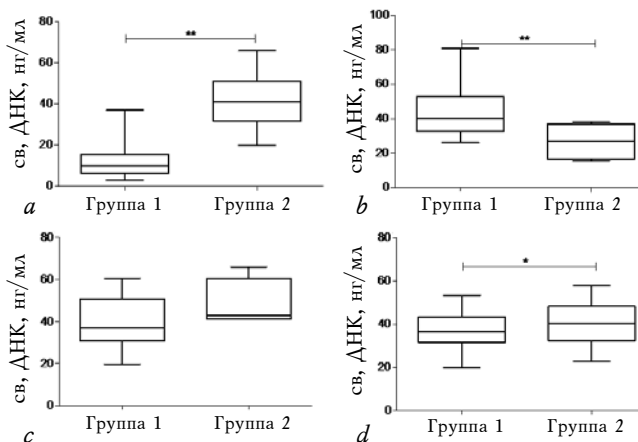 св, ДНК, нг/мл
80
60
40
20
0
**
a
Группа 1
Группа 2
св, ДНК, нг/мл
100
80
60
40
20
0
**
b
Группа 1
Группа 2
св, ДНК, нг/мл
80
60
40
20
0
c
Группа 1
Группа 2
св, ДНК, нг/мл
80
60
40
20
0
*
d
Группа 1
Группа 2